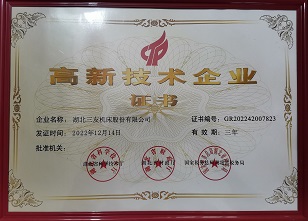 高新技术企业
证书
企业名称：湖北三友机床股份有限公司
证书编号：GR202242007823
发证时间：2022年12月14日
有效期：三年
批准机关：